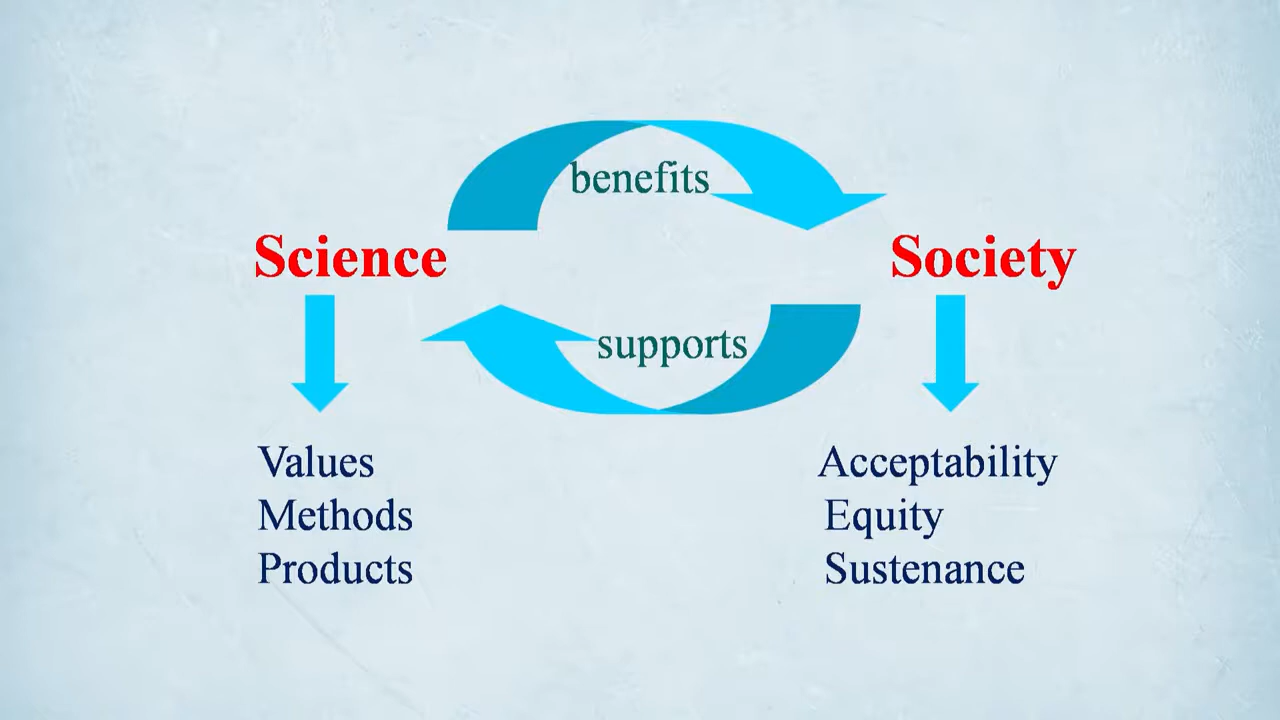 benefits
Science
Society
supports
Values
Methods
Products
Acceptability
Equity
Sustenance